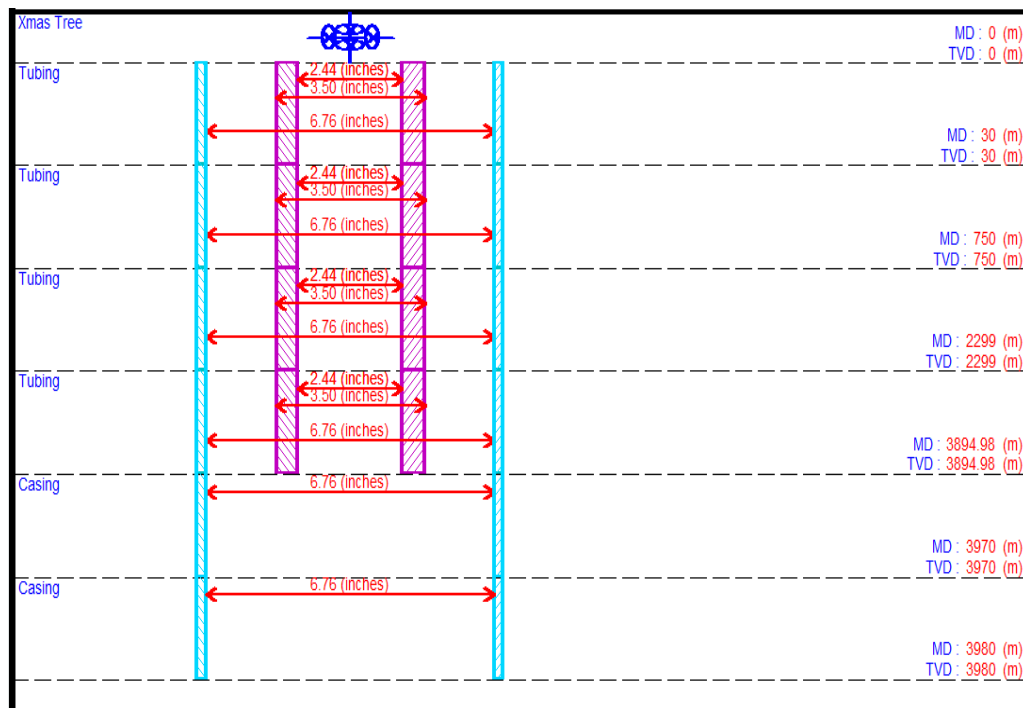 Xmas Tree
MD : 0 (m)
TVD : 0 (m)
Tubing
2.44 (inches)
3.50 (inches)
6.76 (inches)
MD : 30 (m)
TVD : 30 (m)
Tubing
2.44 (inches)
3.50 (inches)
6.76 (inches)
MD : 750 (m)
TVD : 750 (m)
Tubing
2.44 (inches)
3.50 (inches)
6.76 (inches)
MD : 2299 (m)
TVD : 2299 (m)
Tubing
2.44 (inches)
3.50 (inches)
6.76 (inches)
MD : 3894.98 (m)
TVD : 3894.98 (m)
Casing
6.76 (inches)
MD : 3970 (m)
TVD : 3970 (m)
Casing
6.76 (inches)
MD : 3980 (m)
TVD : 3980 (m)